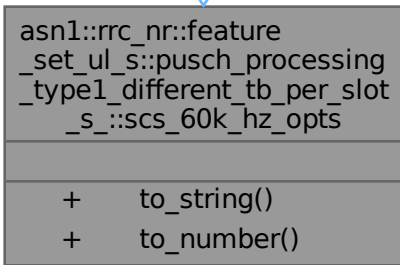 asn1::rrc_nr::feature
_set_ul_s::pusch_processing
_type1_different_tb_per_slot
_s_::scs_60k_hz_opts
+ to_string()
+ to_number()